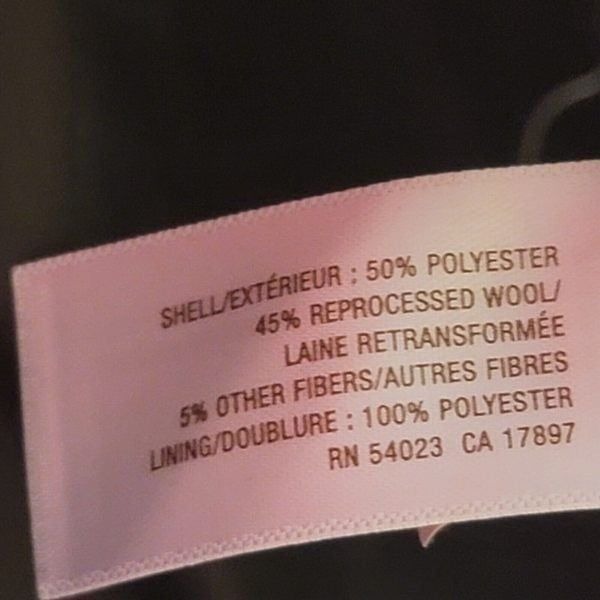 SHELL/EXTÉRIEUR : 50% POLYESTER
45% REPROCESSED WOOL/
LAINE RETRANSFORMÉE
5% OTHER FIBERS/AUTRES FIBRES
LINING/DOUBLURE : 100% POLYESTER
RN 54023 CA 17897